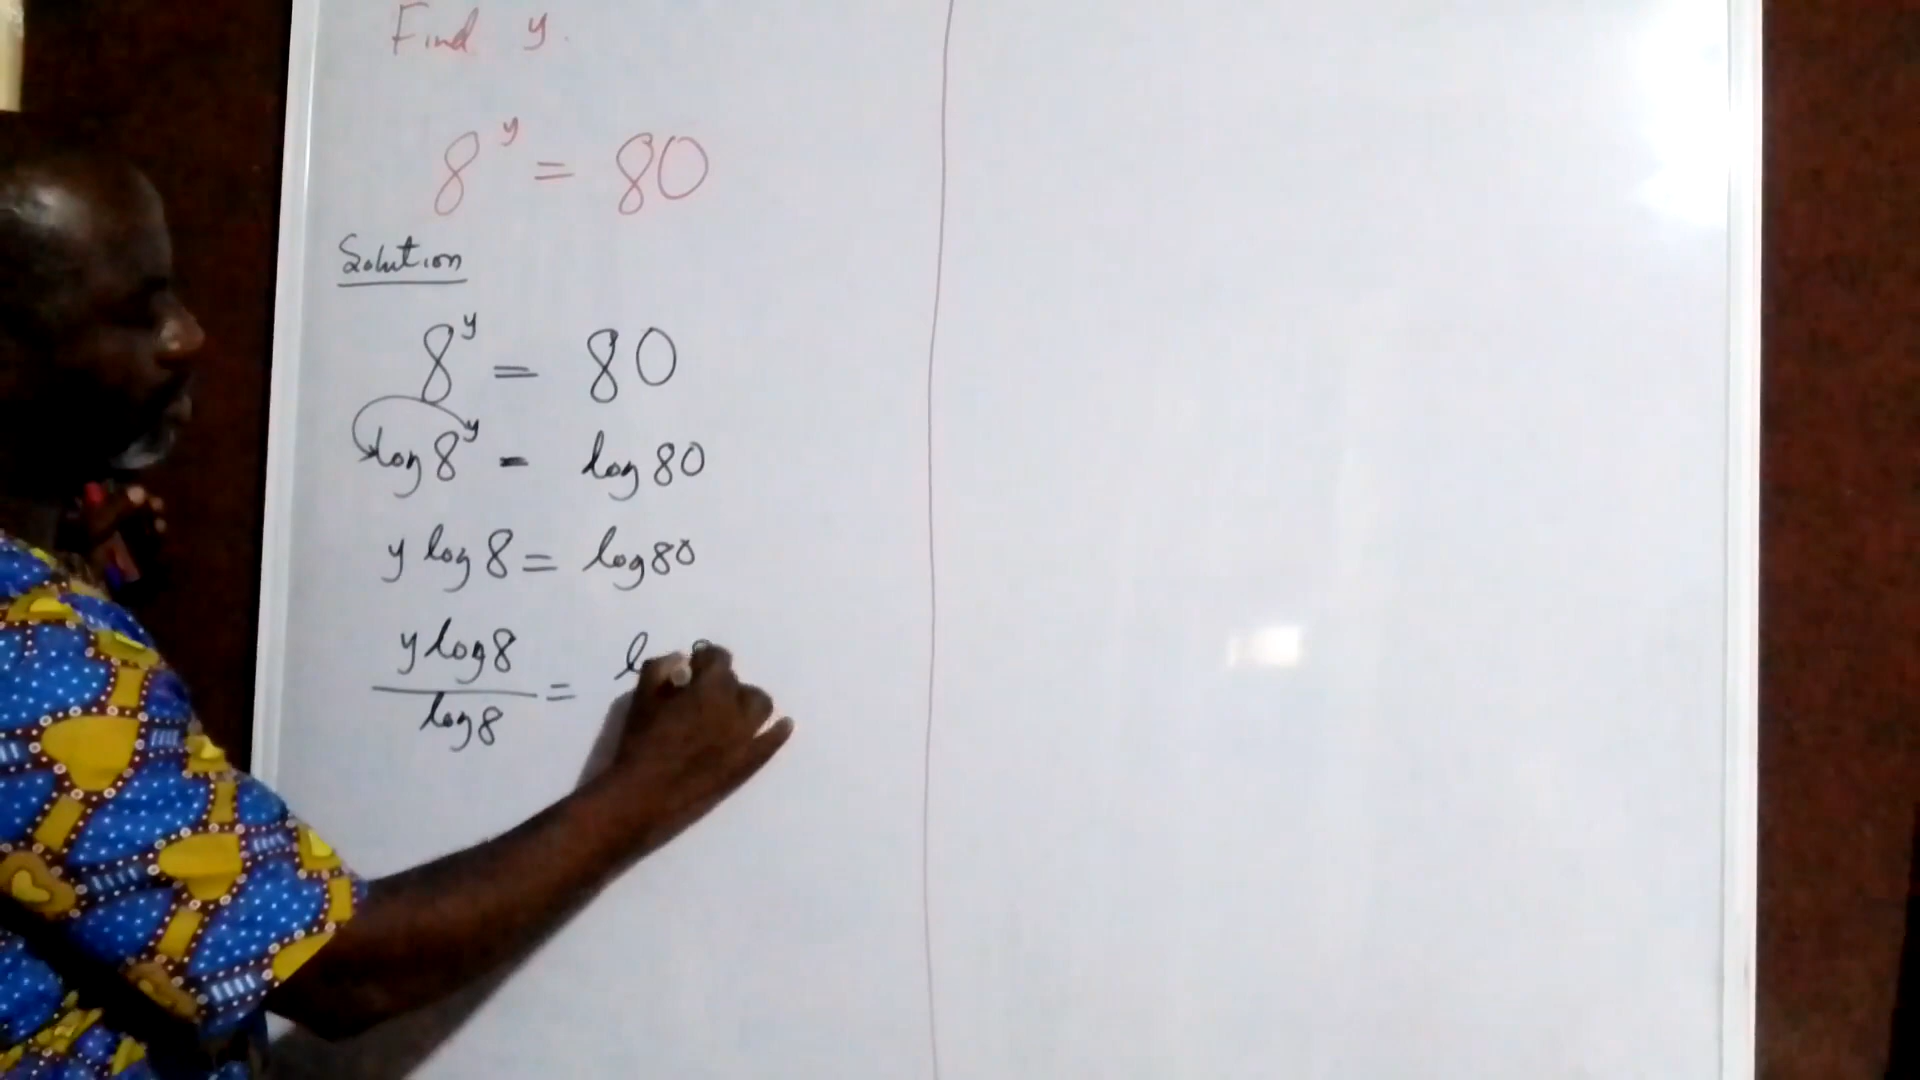 Find y.
8^y = 80
Solution
8^y = 80
log 8^y - log 80
y log 8 = log 80
y log 8 / log 8 =